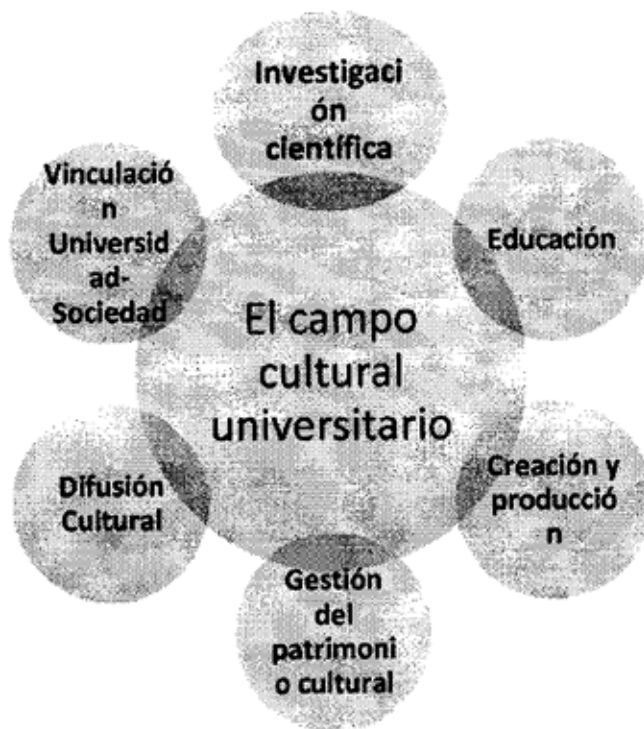 Investigaci
ón
científica
Vinculació
n
Universid
ad-
Sociedad
Educación
El campo
cultural
universitario
Difusión
Cultural
Creación y
producció
n
Gestión
del
patrimoni
o cultural